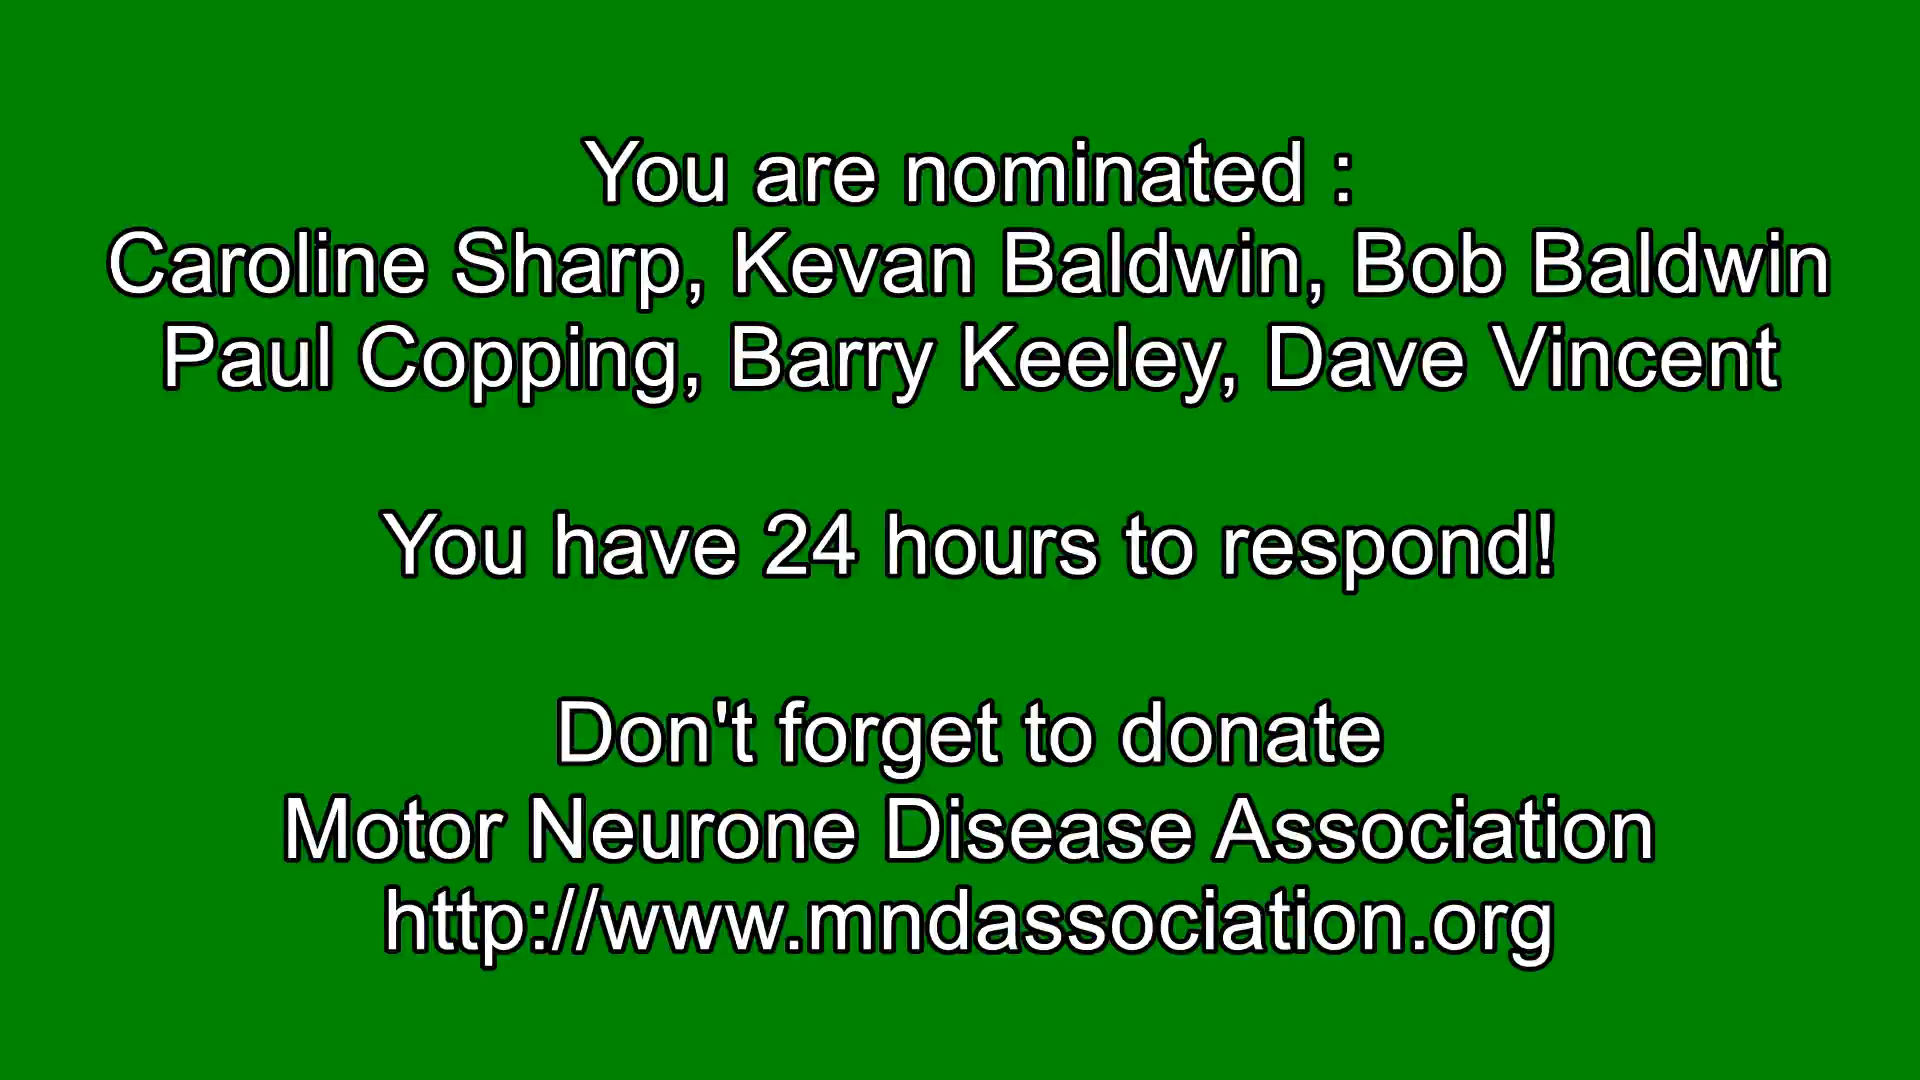 You are nominated :
Caroline Sharp, Kevan Baldwin, Bob Baldwin
Paul Copping, Barry Keeley, Dave Vincent
You have 24 hours to respond!
Don't forget to donate
Motor Neurone Disease Association
http://www.mndassociation.org